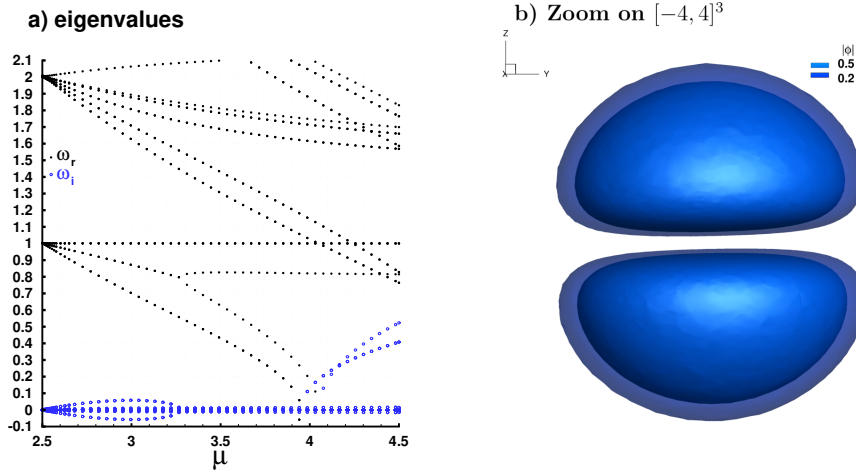 a) eigenvalues
2.1
2
1.9
1.8
1.7
1.6
1.5
1.4
1.3
1.2
1.1
1
0.9
0.8
0.7
0.6
0.5
0.4
0.3
0.2
0.1
0
-0.1
ω_r
ω_i
2.5 3 3.5 4 4.5
μ
b) Zoom on [−4, 4]³
Z
X Y
|ϕ|
0.5
0.2